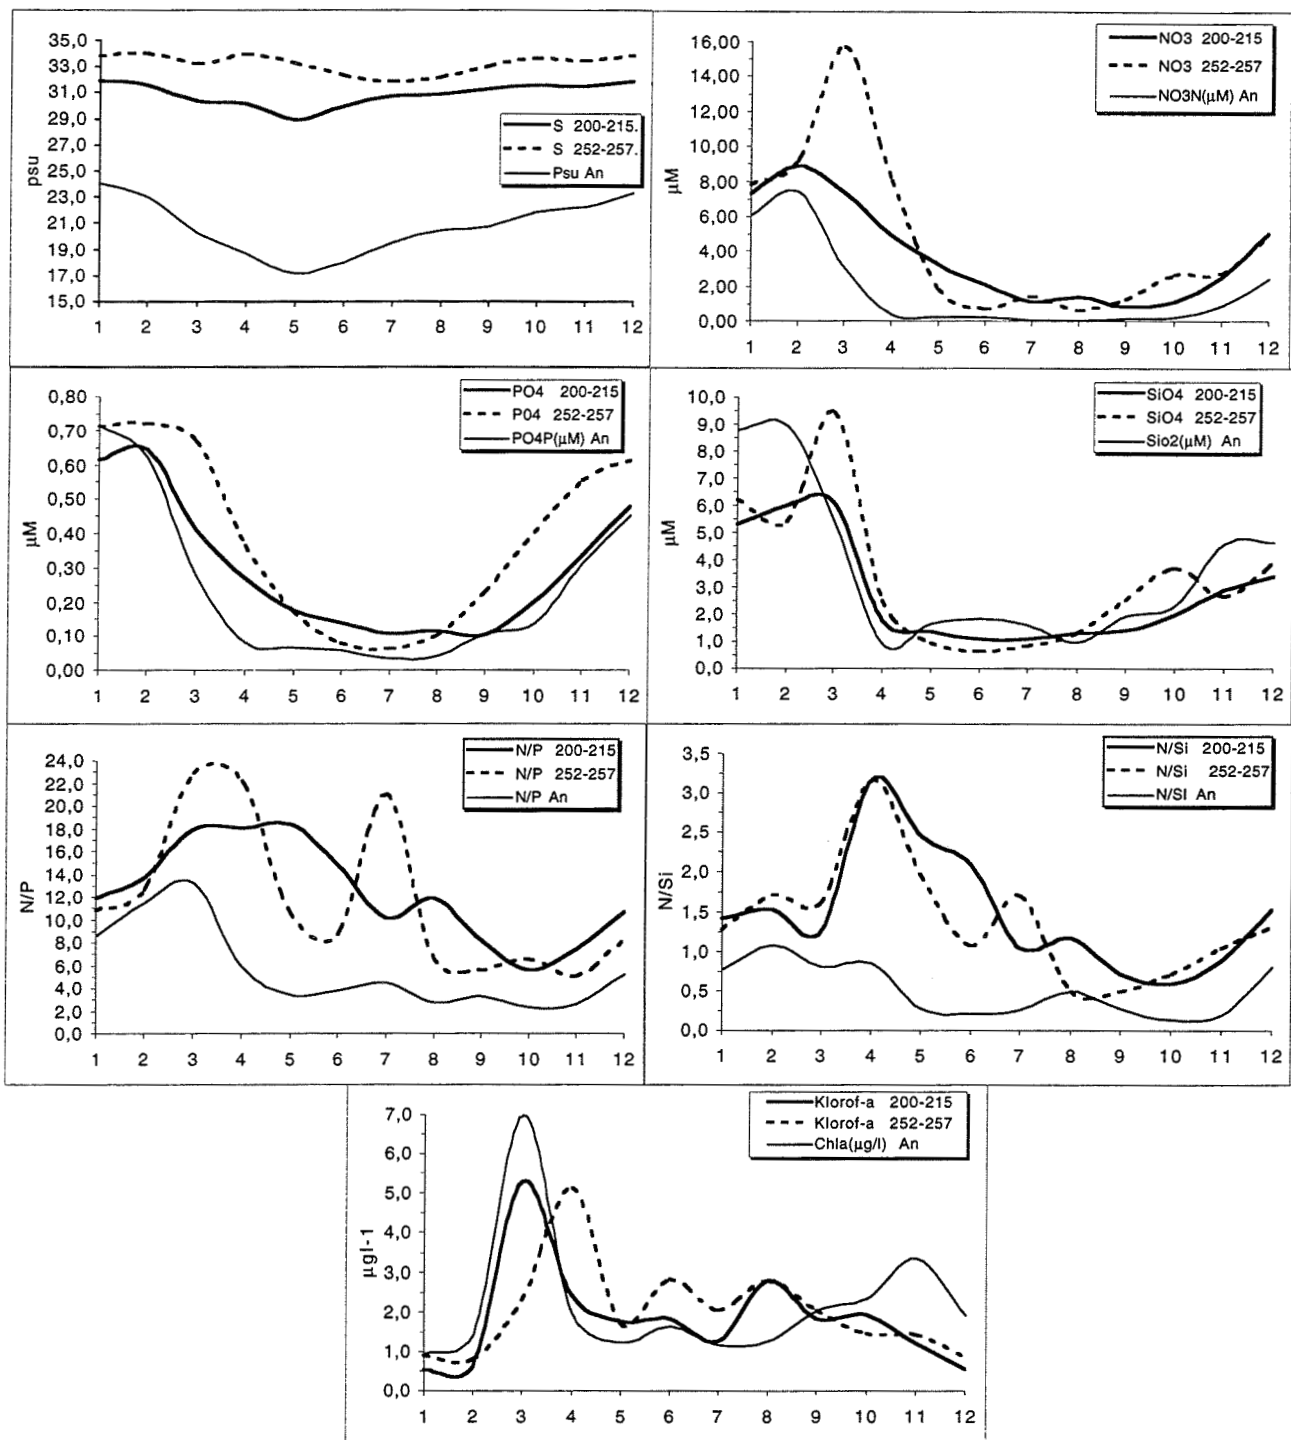 psu
35,0
33,0
31,0
29,0
27,0
25,0
23,0
21,0
19,0
17,0
15,0
S 200-215.
S 252-257.
Psu An
1 2 3 4 5 6 7 8 9 10 11 12
µM
16,00
14,00
12,00
10,00
8,00
6,00
4,00
2,00
0,00
NO3 200-215
NO3 252-257
NO3N(µM) An
1 2 3 4 5 6 7 8 9 10 11 12
µM
0,80
0,70
0,60
0,50
0,40
0,30
0,20
0,10
0,00
PO4 200-215
P04 252-257
PO4P(µM) An
1 2 3 4 5 6 7 8 9 10 11 12
µM
10,0
9,0
8,0
7,0
6,0
5,0
4,0
3,0
2,0
1,0
0,0
SiO4 200-215
SiO4 252-257
Sio2(µM) An
1 2 3 4 5 6 7 8 9 10 11 12
N/P
24,0
22,0
20,0
18,0
16,0
14,0
12,0
10,0
8,0
6,0
4,0
2,0
0,0
N/P 200-215
N/P 252-257
N/P An
1 2 3 4 5 6 7 8 9 10 11 12
N/Si
3,5
3,0
2,5
2,0
1,5
1,0
0,5
0,0
N/Si 200-215
N/Si 252-257
N/SI An
1 2 3 4 5 6 7 8 9 10 11 12
µgl-1
7,0
6,0
5,0
4,0
3,0
2,0
1,0
0,0
Klorof-a 200-215
Klorof-a 252-257
Chla(µg/l) An
1 2 3 4 5 6 7 8 9 10 11 12